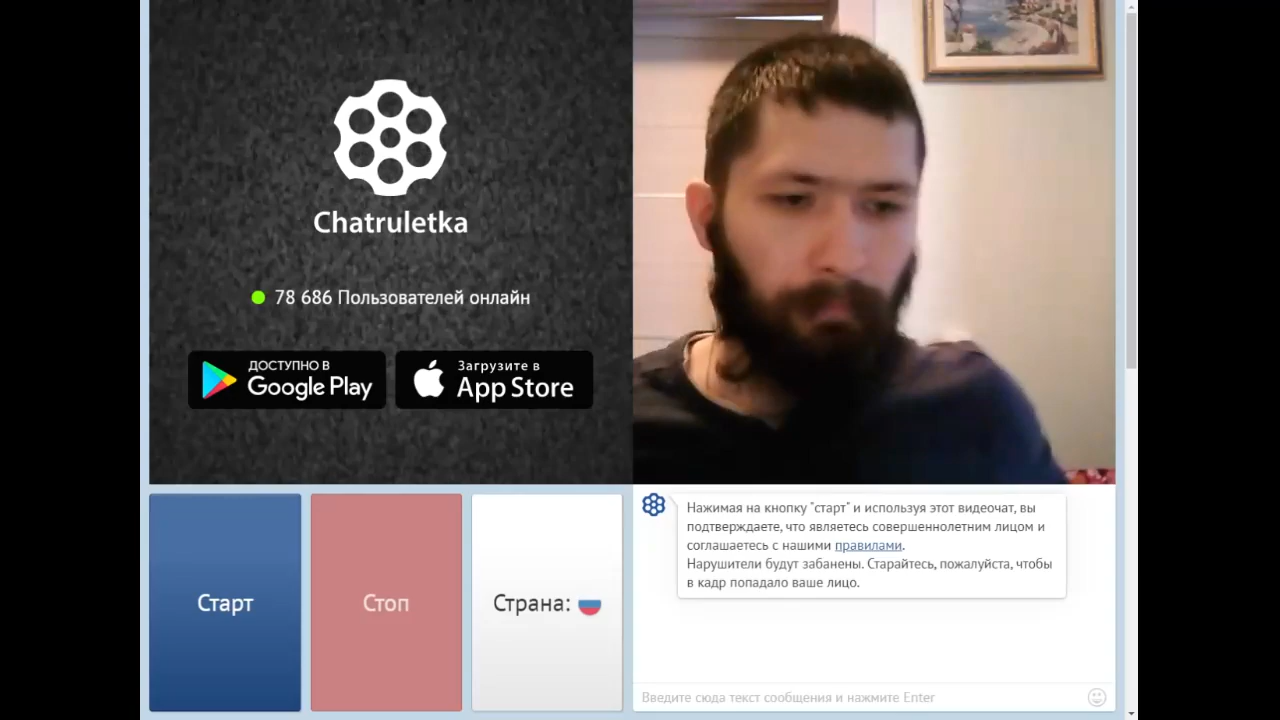 Chatruletka
78 686 Пользователей онлайн
ДОСТУПНО В
Google Play
Загрузите в
App Store
Старт
Стоп
Страна:
Нажимая на кнопку "старт" и используя этот видеочат, вы
подтверждаете, что являетесь совершеннолетним лицом и
соглашаетесь с нашими правилами.
Нарушители будут забанены. Старайтесь, пожалуйста, чтобы
в кадр попадало ваше лицо.
Введите сюда текст сообщения и нажмите Enter